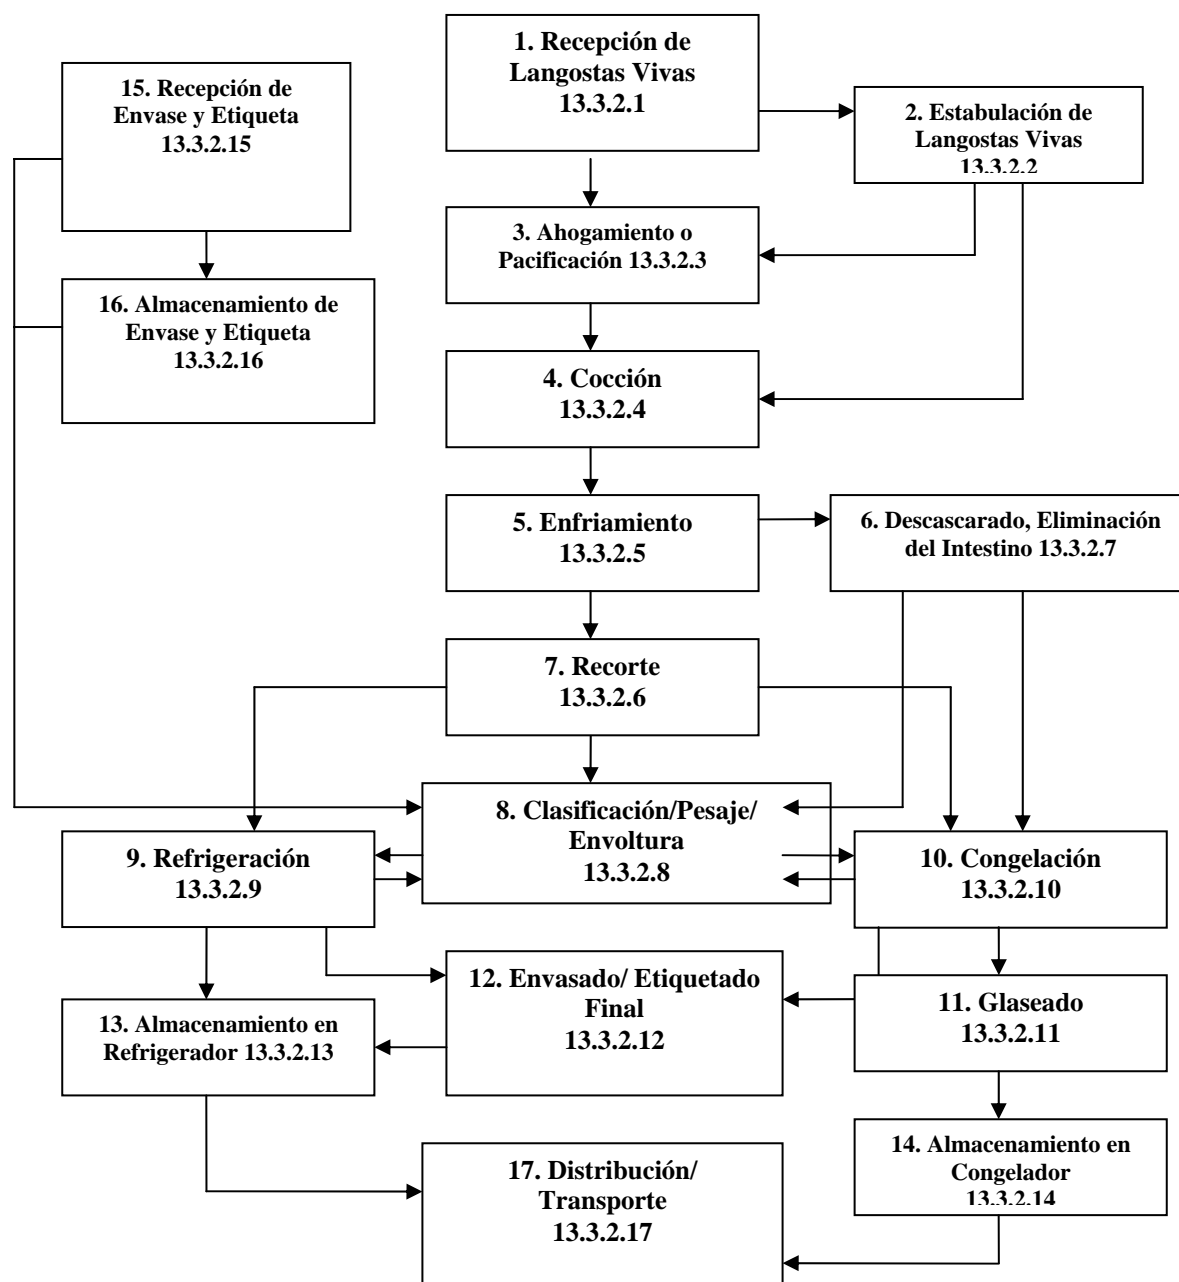 1. Recepción de
Langostas Vivas
13.3.2.1
15. Recepción de
Envase y Etiqueta
13.3.2.15
2. Estabulación de
Langostas Vivas
13.3.2.2
3. Ahogamiento o
Pacificación 13.3.2.3
16. Almacenamiento de
Envase y Etiqueta
13.3.2.16
4. Cocción
13.3.2.4
5. Enfriamiento
13.3.2.5
6. Descascarado, Eliminación
del Intestino 13.3.2.7
7. Recorte
13.3.2.6
8. Clasificación/Pesaje/
Envoltura
13.3.2.8
9. Refrigeración
13.3.2.9
10. Congelación
13.3.2.10
12. Envasado/ Etiquetado
Final
13.3.2.12
11. Glaseado
13.3.2.11
13. Almacenamiento en
Refrigerador 13.3.2.13
14. Almacenamiento en
Congelador
13.3.2.14
17. Distribución/
Transporte
13.3.2.17